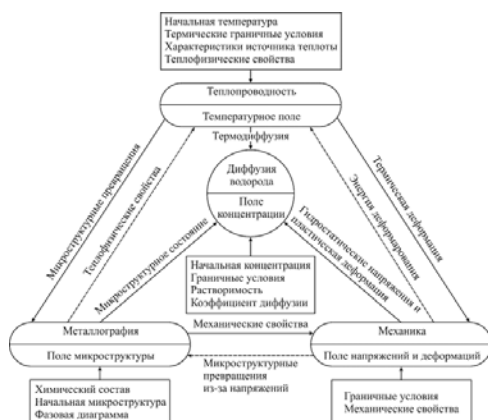 Начальная температура
Термические граничные условия
Характеристики источника теплоты
Теплофизические свойства
Теплопроводность
Температурное поле
Термодиффузия
Диффузия
водорода
Поле
концентрации
Микроструктурные превращения
Теплофизические свойства
Микроструктурное состояние
Гидростатические напряжения и
пластическая деформация
Энергия деформирования
Термическая деформация
Начальная концентрация
Граничные условия
Растворимость
Коэффициент диффузии
Металлография
Поле микроструктуры
Механические свойства
Микроструктурные
превращения
из-за напряжений
Механика
Поле напряжений и деформаций
Химический состав
Начальная микроструктура
Фазовая диаграмма
Граничные условия
Механические свойства